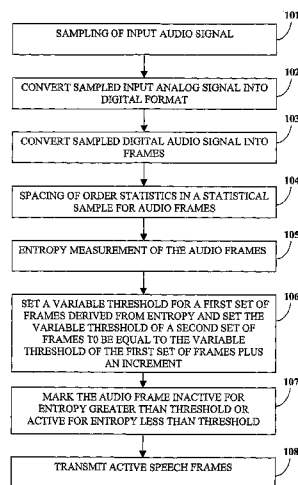 101
SAMPLING OF INPUT AUDIO SIGNAL
102
CONVERT SAMPLED INPUT ANALOG SIGNAL INTO
DIGITAL FORMAT
103
CONVERT SAMPLED DIGITAL AUDIO SIGNAL INTO
FRAMES
104
SPACING OF ORDER STATISTICS IN A STATISTICAL
SAMPLE FOR AUDIO FRAMES
105
ENTROPY MEASUREMENT OF THE AUDIO FRAMES
106
SET A VARIABLE THRESHOLD FOR A FIRST SET OF
FRAMES DERIVED FROM ENTROPY AND SET THE
VARIABLE THRESHOLD OF A SECOND SET OF
FRAMES TO BE EQUAL TO THE VARIABLE
THRESHOLD OF THE FIRST SET OF FRAMES PLUS
AN INCREMENT
107
MARK THE AUDIO FRAME INACTIVE FOR
ENTROPY GREATER THAN THRESHOLD OR
ACTIVE FOR ENTROPY LESS THAN THRESHOLD
108
TRANSMIT ACTIVE SPEECH FRAMES